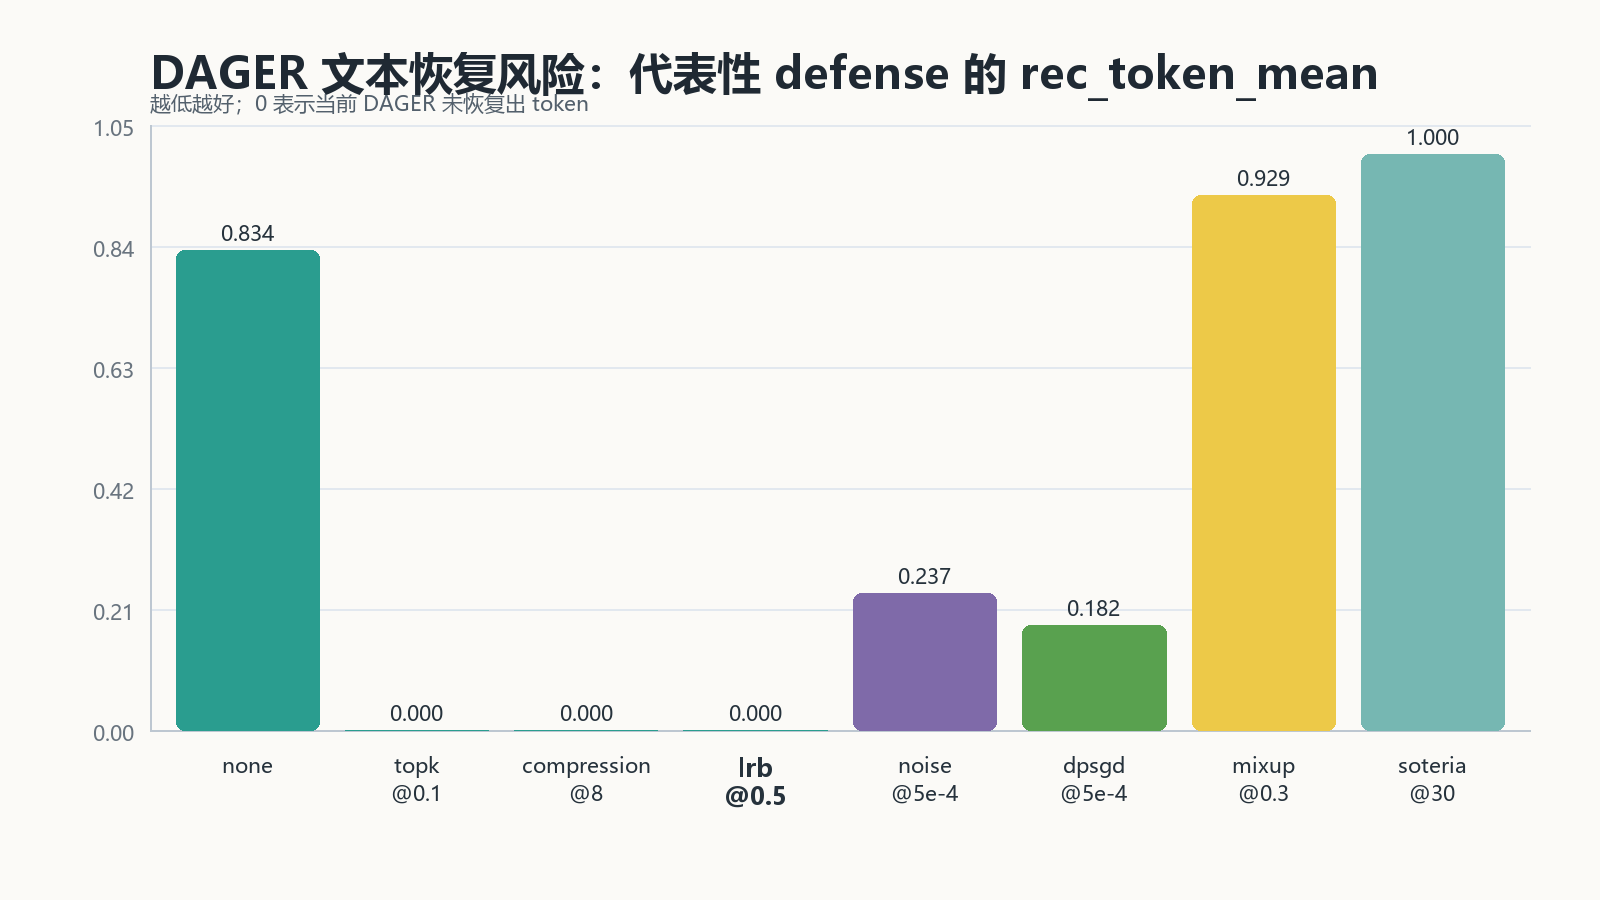 DAGER 文本恢复风险：代表性 defense 的 rec_token_mean
越低越好；0 表示当前 DAGER 未恢复出 token
1.05
0.84
0.63
0.42
0.21
0.00
0.834
0.000
0.000
0.000
0.237
0.182
0.929
1.000
none
topk
@0.1
compression
@8
lrb
@0.5
noise
@5e-4
dpsgd
@5e-4
mixup
@0.3
soteria
@30